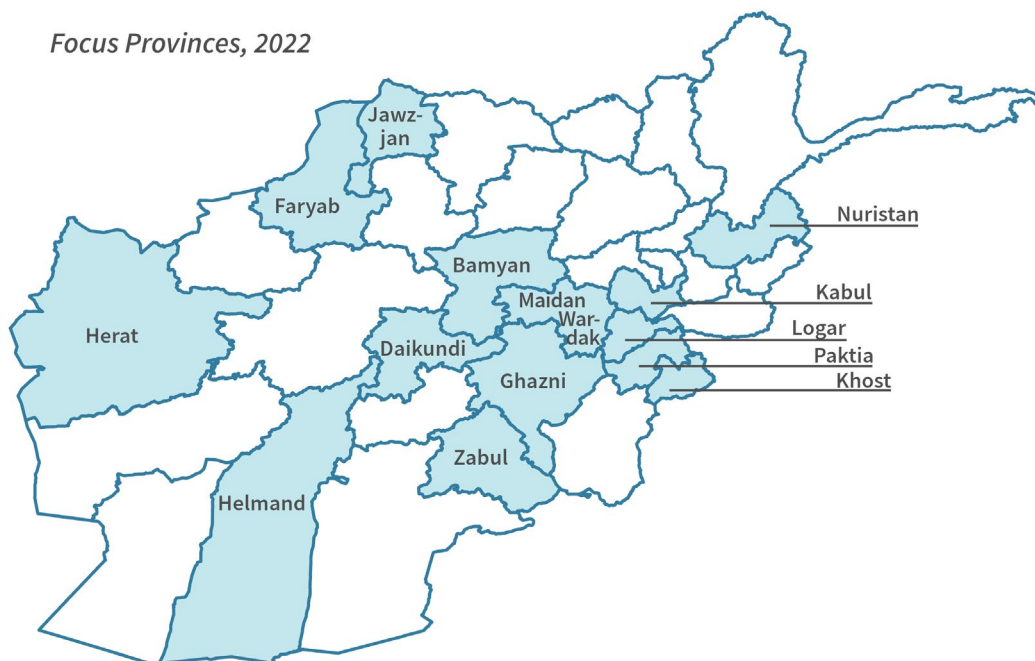 Focus Provinces, 2022
Jawz-
jan
Faryab
Nuristan
Bamyan
Kabul
Maidan
War-
dak
Logar
Herat
Daikundi
Paktia
Ghazni
Khost
Zabul
Helmand